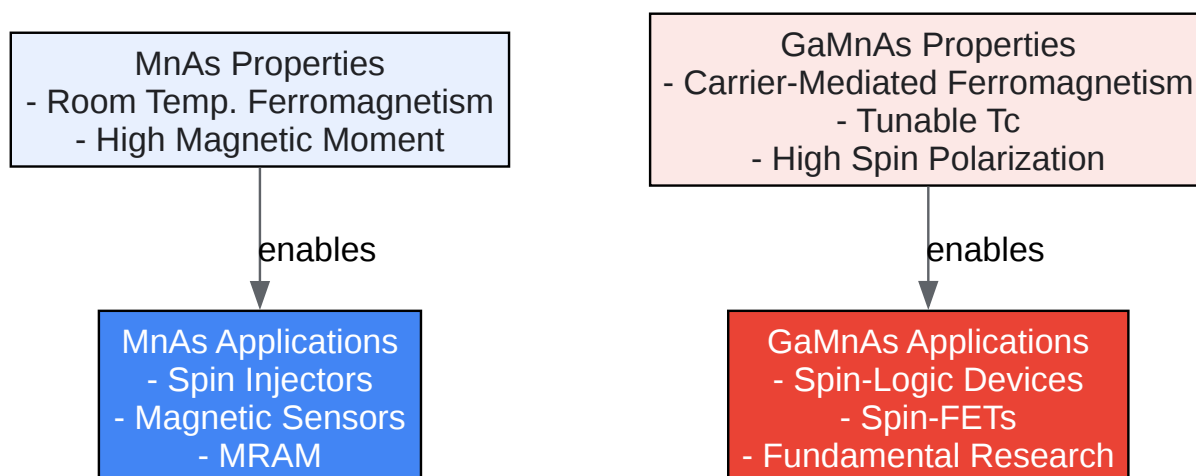 MnAs Properties
- Room Temp. Ferromagnetism
- High Magnetic Moment
enables
MnAs Applications
- Spin Injectors
- Magnetic Sensors
- MRAM
GaMnAs Properties
- Carrier-Mediated Ferromagnetism
- Tunable Tc
- High Spin Polarization
enables
GaMnAs Applications
- Spin-Logic Devices
- Spin-FETs
- Fundamental Research